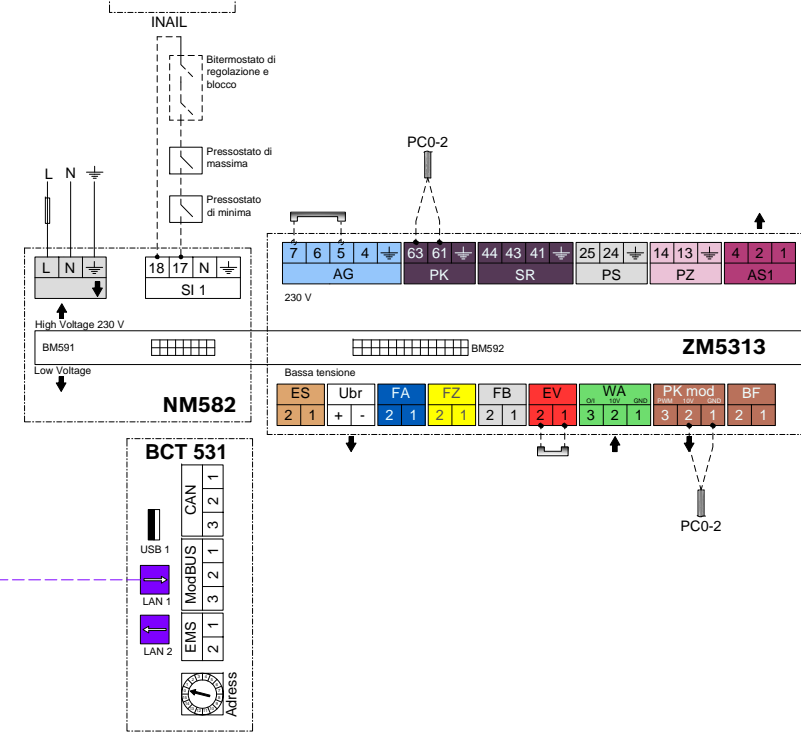 INAIL
Bitermostato di
regolazione e
blocco
Pressostato di
massima
Pressostato
di minima
PC0-2
L N
L N
18 17 N
SI 1
7 6 5 4
AG
63 61
PK
44 43 41
SR
25 24
PS
14 13
PZ
4 2 1
AS1
230 V
High Voltage 230 V
BM591
BM592
ZM5313
Low Voltage
NM582
Bassa tensione
ES
2 1
Ubr
+ -
FA
2 1
FZ
2 1
FB
2 1
EV
2 1
WA
O/I 10V GND
3 2 1
PK mod
PWM 10V GND
3 2 1
BF
2 1
PC0-2
BCT 531
USB 1
LAN 1
LAN 2
CAN
1
2
3
ModBUS
1
2
3
EMS
1
2
Adress